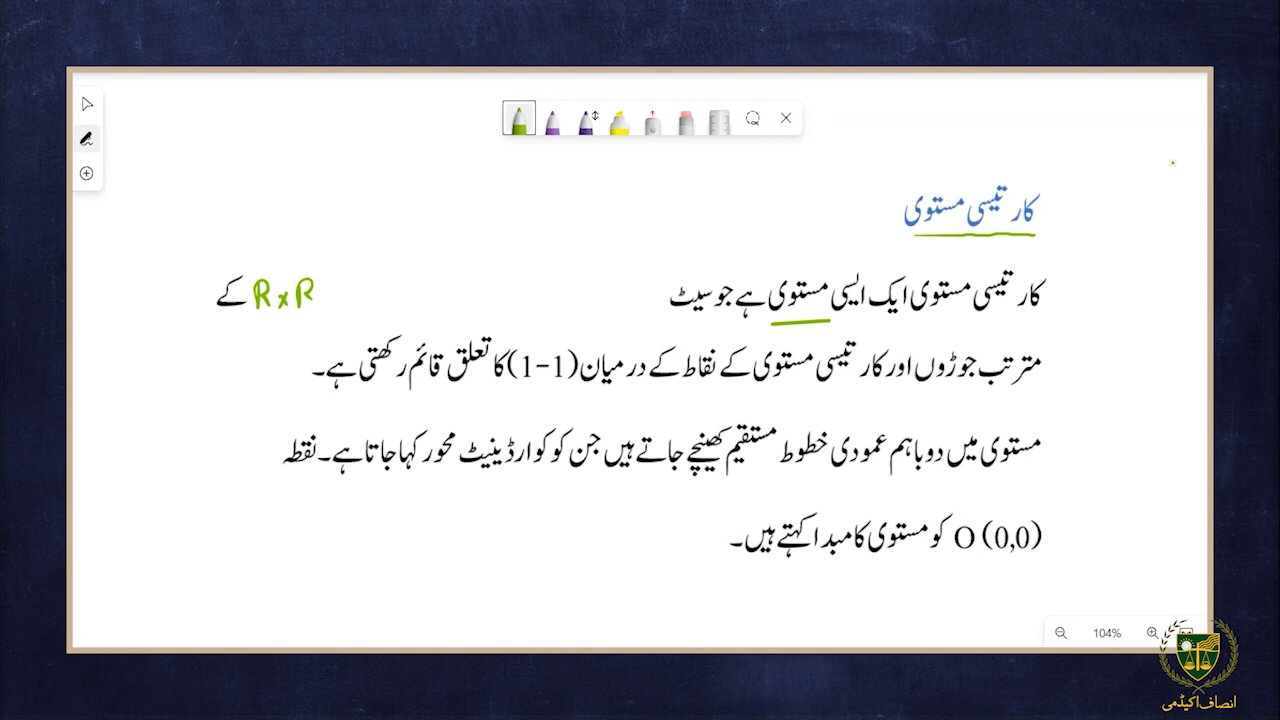 کارتیسی مستوی
کارتیسی مستوی ایک ایسی مستوی ہے جو سیٹ R x R کے
مترتب جوڑوں اور کارتیسی مستوی کے نقاط کے درمیان (1-1) کا تعلق قائم رکھتی ہے۔
مستوی میں دو باہم عمودی خطوط مستقیم کھینچے جاتے ہیں جن کو کوارڈینیٹ محور کہا جاتا ہے۔ نقطہ
O (0,0) کو مستوی کا مبدا کہتے ہیں۔
104%
انصاف اکیڈمی